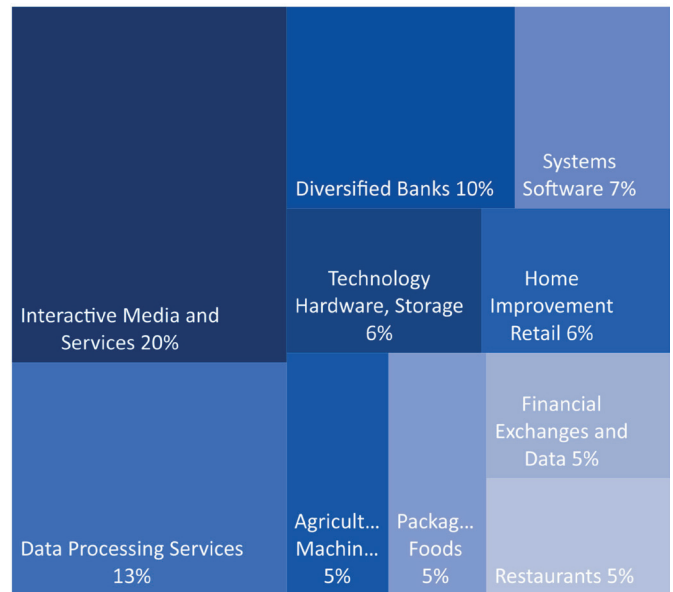 Interactive Media and
Services 20%
Diversified Banks 10%
Systems
Software 7%
Technology
Hardware, Storage
6%
Home
Improvement
Retail 6%
Data Processing Services
13%
Agricult...
Machin...
5%
Packag...
Foods
5%
Financial
Exchanges and
Data 5%
Restaurants 5%